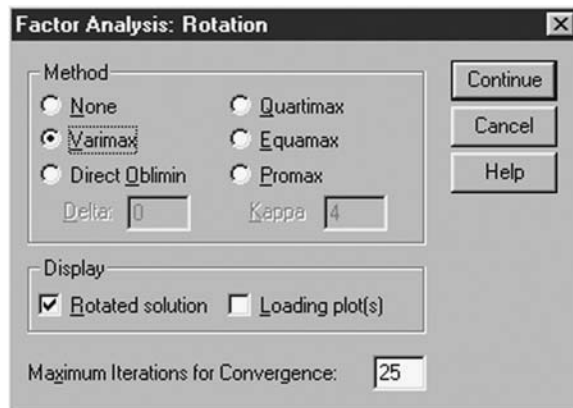 Factor Analysis: Rotation
Method
None
Quartimax
Varimax
Equamax
Direct Oblimin
Promax
Delta: 0
Kappa 4
Display
Rotated solution
Loading plot(s)
Maximum Iterations for Convergence: 25
Continue
Cancel
Help